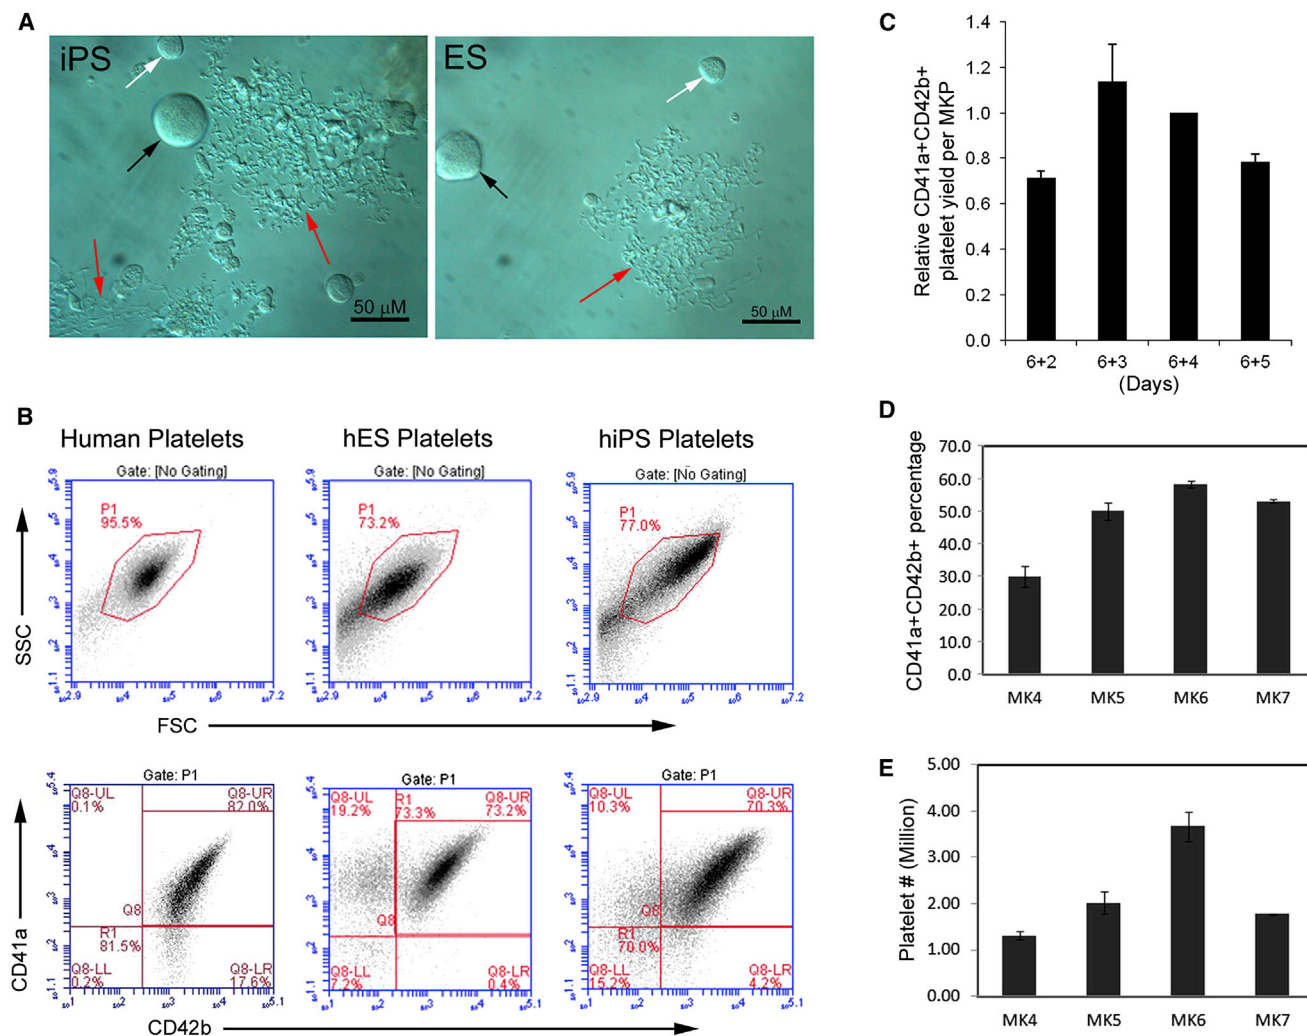 A
iPS
50 μM
ES
50 μM
B
Human Platelets
hES Platelets
hiPS Platelets
Gate: [No Gating]
Gate: [No Gating]
Gate: [No Gating]
P1
95.5%
P1
73.2%
P1
77.0%
SSC
FSC
Gate: P1
Gate: P1
Gate: P1
Q8-UL
0.1%
Q8-UR
82.0%
Q8
R1
81.5%
Q8-LL
0.2%
Q8-LR
17.6%
Q8-UL
19.2%
R1
73.3%
Q8-UR
73.2%
Q8
Q8-LL
7.2%
Q8-LR
0.4%
Q8-UL
10.3%
Q8-UR
70.3%
Q8
R1
70.0%
Q8-LL
15.2%
Q8-LR
4.2%
CD41a
CD42b
C
Relative CD41a+CD42b+
platelet yield per MKP
1.4
1.2
1.0
0.8
0.6
0.4
0.2
0.0
6+2 6+3 6+4 6+5
(Days)
D
CD41a+CD42b+ percentage
70.0
60.0
50.0
40.0
30.0
20.0
10.0
0.0
MK4 MK5 MK6 MK7
E
Platelet # (Million)
5.00
4.00
3.00
2.00
1.00
0.00
MK4 MK5 MK6 MK7